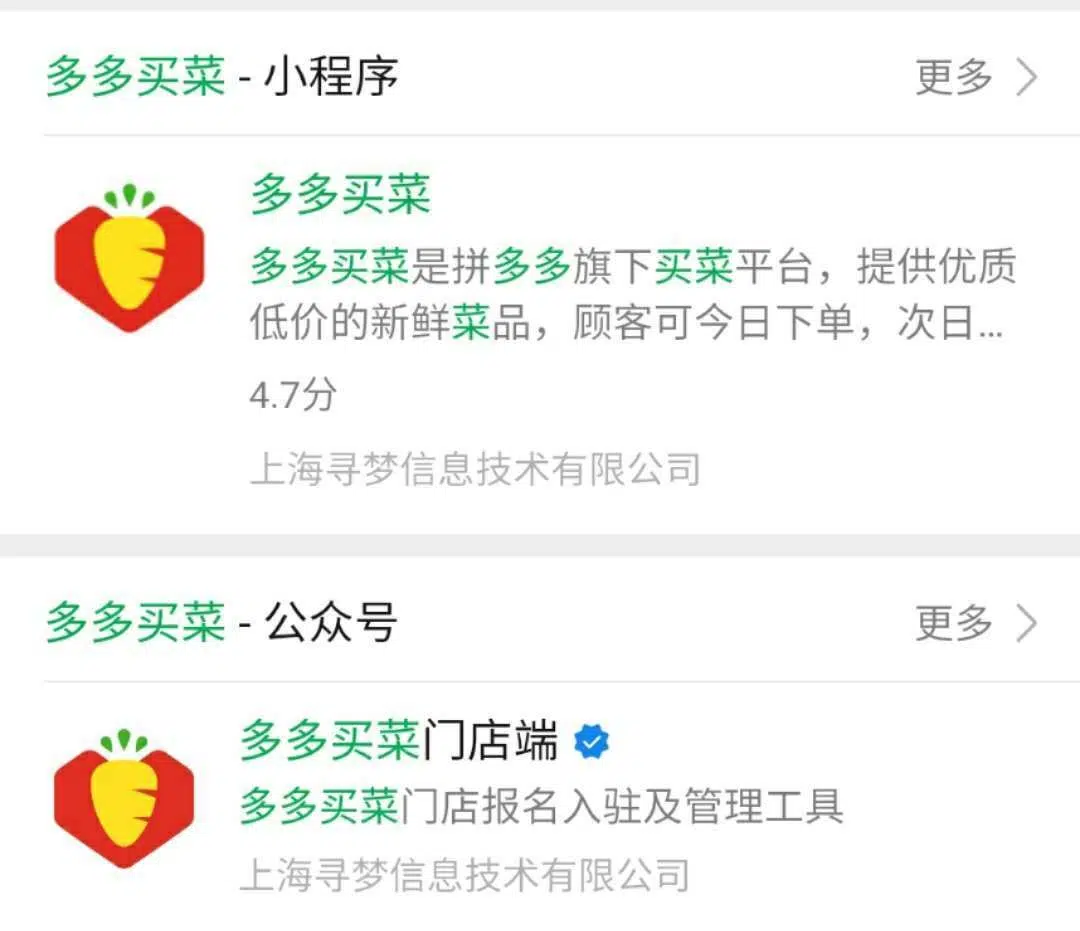 多多买菜 - 小程序 更多
多多买菜
多多买菜是拼多多旗下买菜平台，提供优质
低价的新鲜菜品，顾客可今日下单，次日...
4.7分
上海寻梦信息技术有限公司
多多买菜 - 公众号 更多
多多买菜门店端
多多买菜门店报名入驻及管理工具
上海寻梦信息技术有限公司